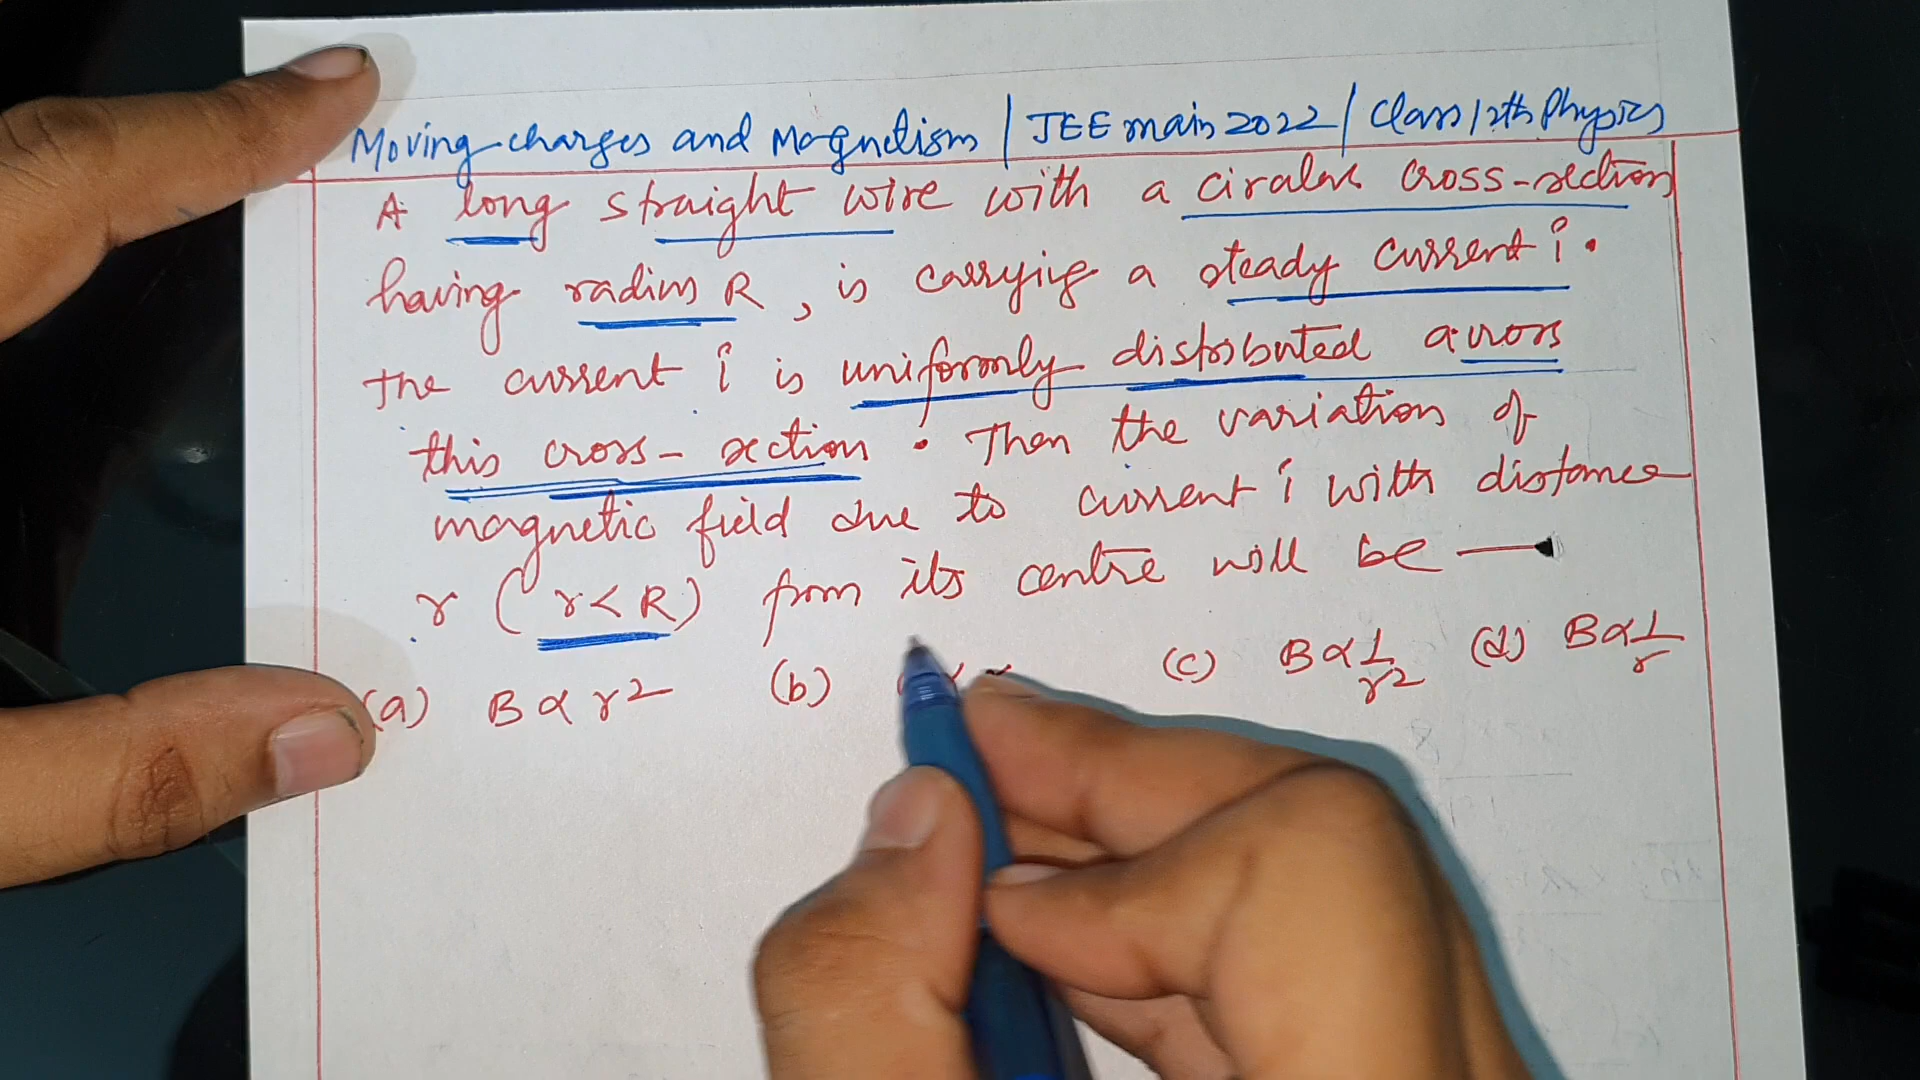 Moving charges and Magnetism | JEE main 2022 | Class 12th Physics
A long straight wire with a circular cross-section
having radius R, is carrying a steady current i.
the current i is uniformly distributed across
this cross-section. Then the variation of
magnetic field due to current i with distance
r (r<R) from its centre will be
(a) B ∝ r2 (b) (c) B ∝ 1/r2 (d) B ∝ 1/r